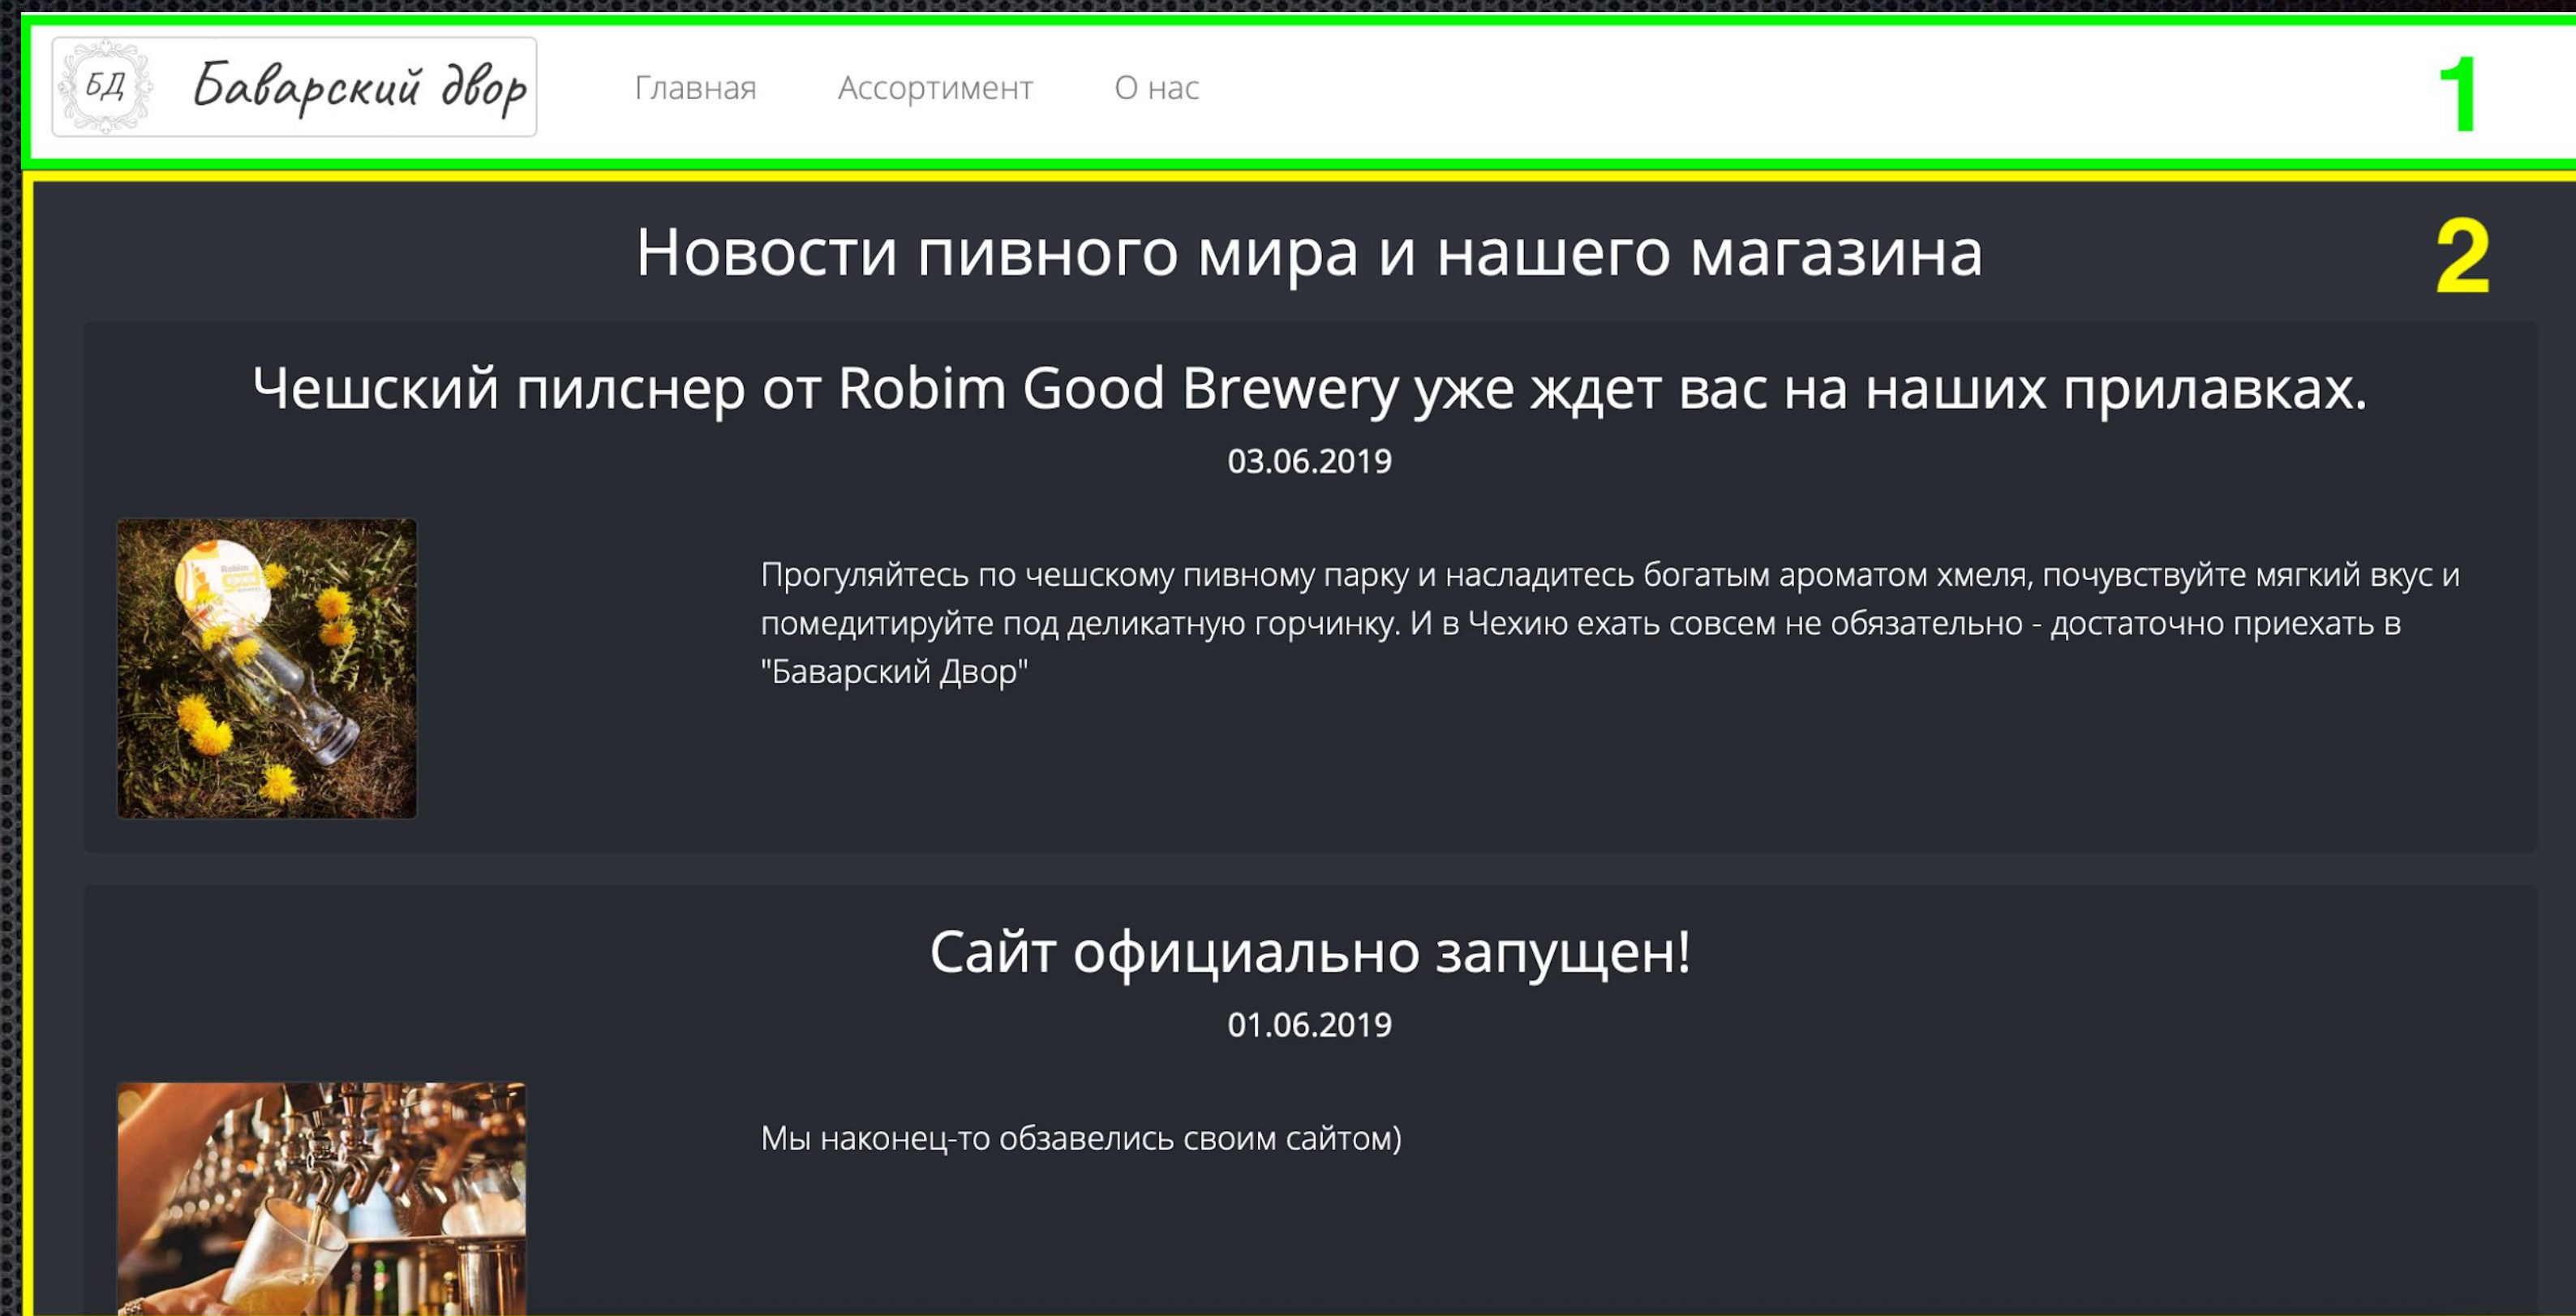 БД
Баварский двор
Главная Ассортимент О нас
1
2
Новости пивного мира и нашего магазина
Чешский пилснер от Robim Good Brewery уже ждет вас на наших прилавках.
03.06.2019
Robim
good
Прогуляйтесь по чешскому пивному парку и насладитесь богатым ароматом хмеля, почувствуйте мягкий вкус и
помедитируйте под деликатную горчинку. И в Чехию ехать совсем не обязательно - достаточно приехать в
"Баварский Двор"
Сайт официально запущен!
01.06.2019
Мы наконец-то обзавелись своим сайтом)